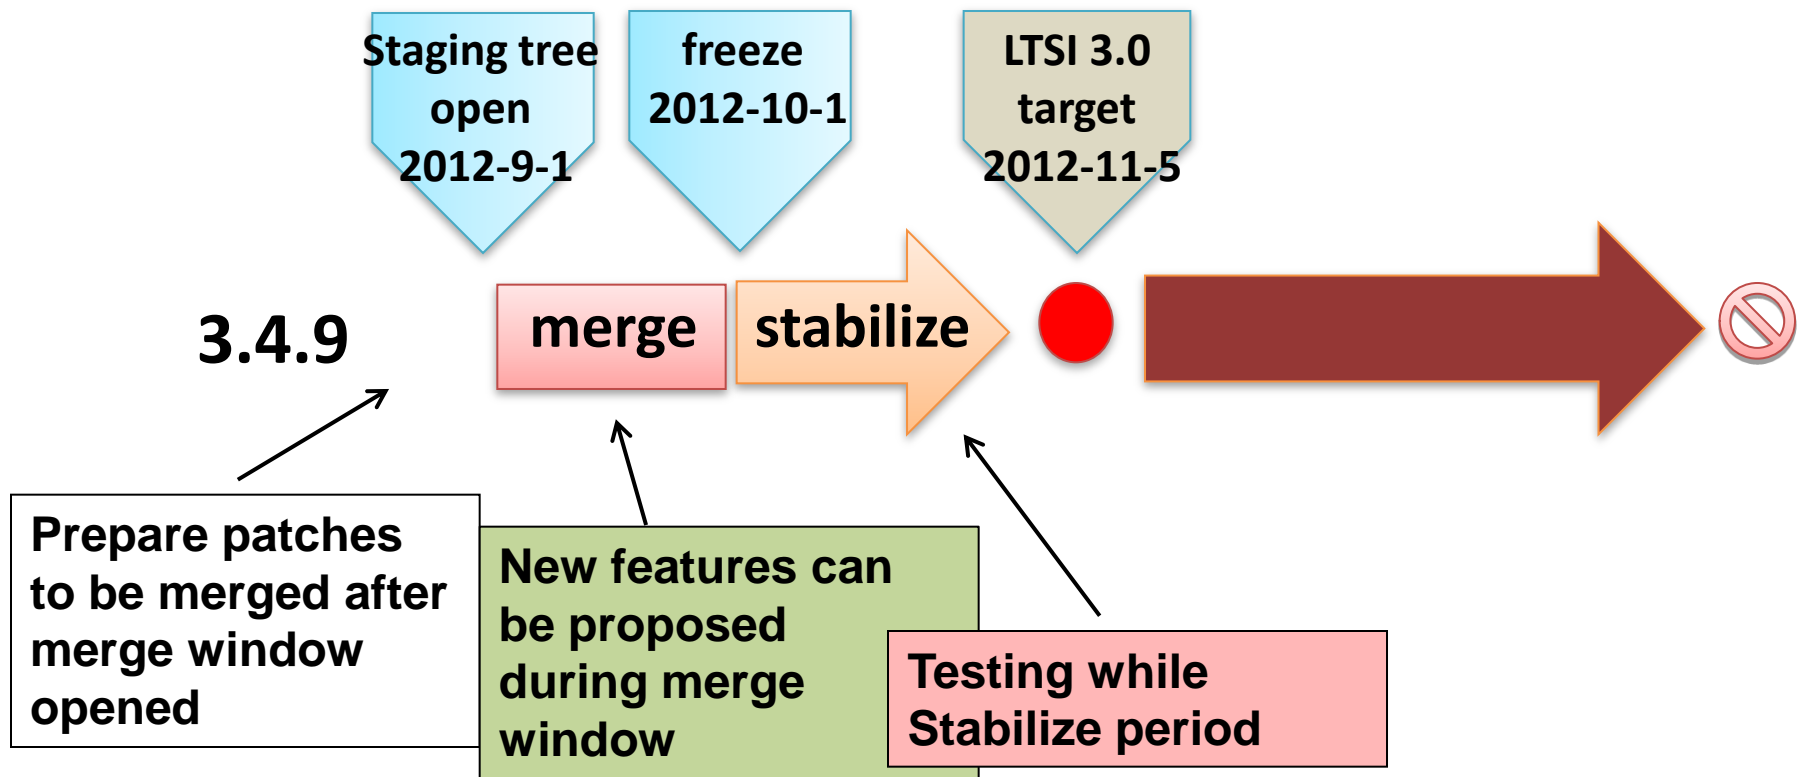 Staging tree
open
2012-9-1
freeze
2012-10-1
LTSI 3.0
target
2012-11-5
3.4.9
merge
stabilize
Prepare patches
to be merged after
merge window
opened
New features can
be proposed
during merge
window
Testing while
Stabilize period